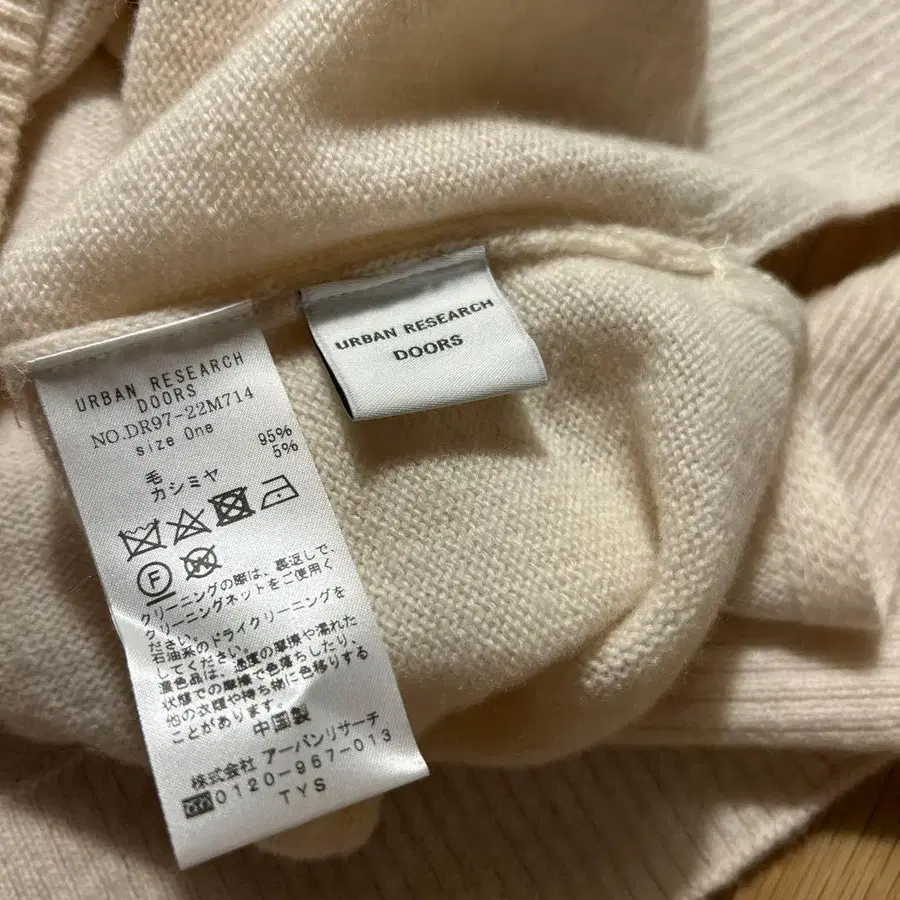 URBAN RESEARCH
DOORS
NO.DR97-22M714
size One
毛 95%
カシミヤ 5%
F W
クリーニングの際は、裏返しで、
クリーニングネットをご使用く
ださい。
石油系のドライクリーニングを
してください。
濃色品は、過度の摩擦や濡れた
状態での摩擦で色落ちしたり、
他の衣類や持ち物に色移りする
ことがあります。
中国製
株式会社 アーバンリサーチ
0120-967-013
TYS
URBAN RESEARCH
DOORS